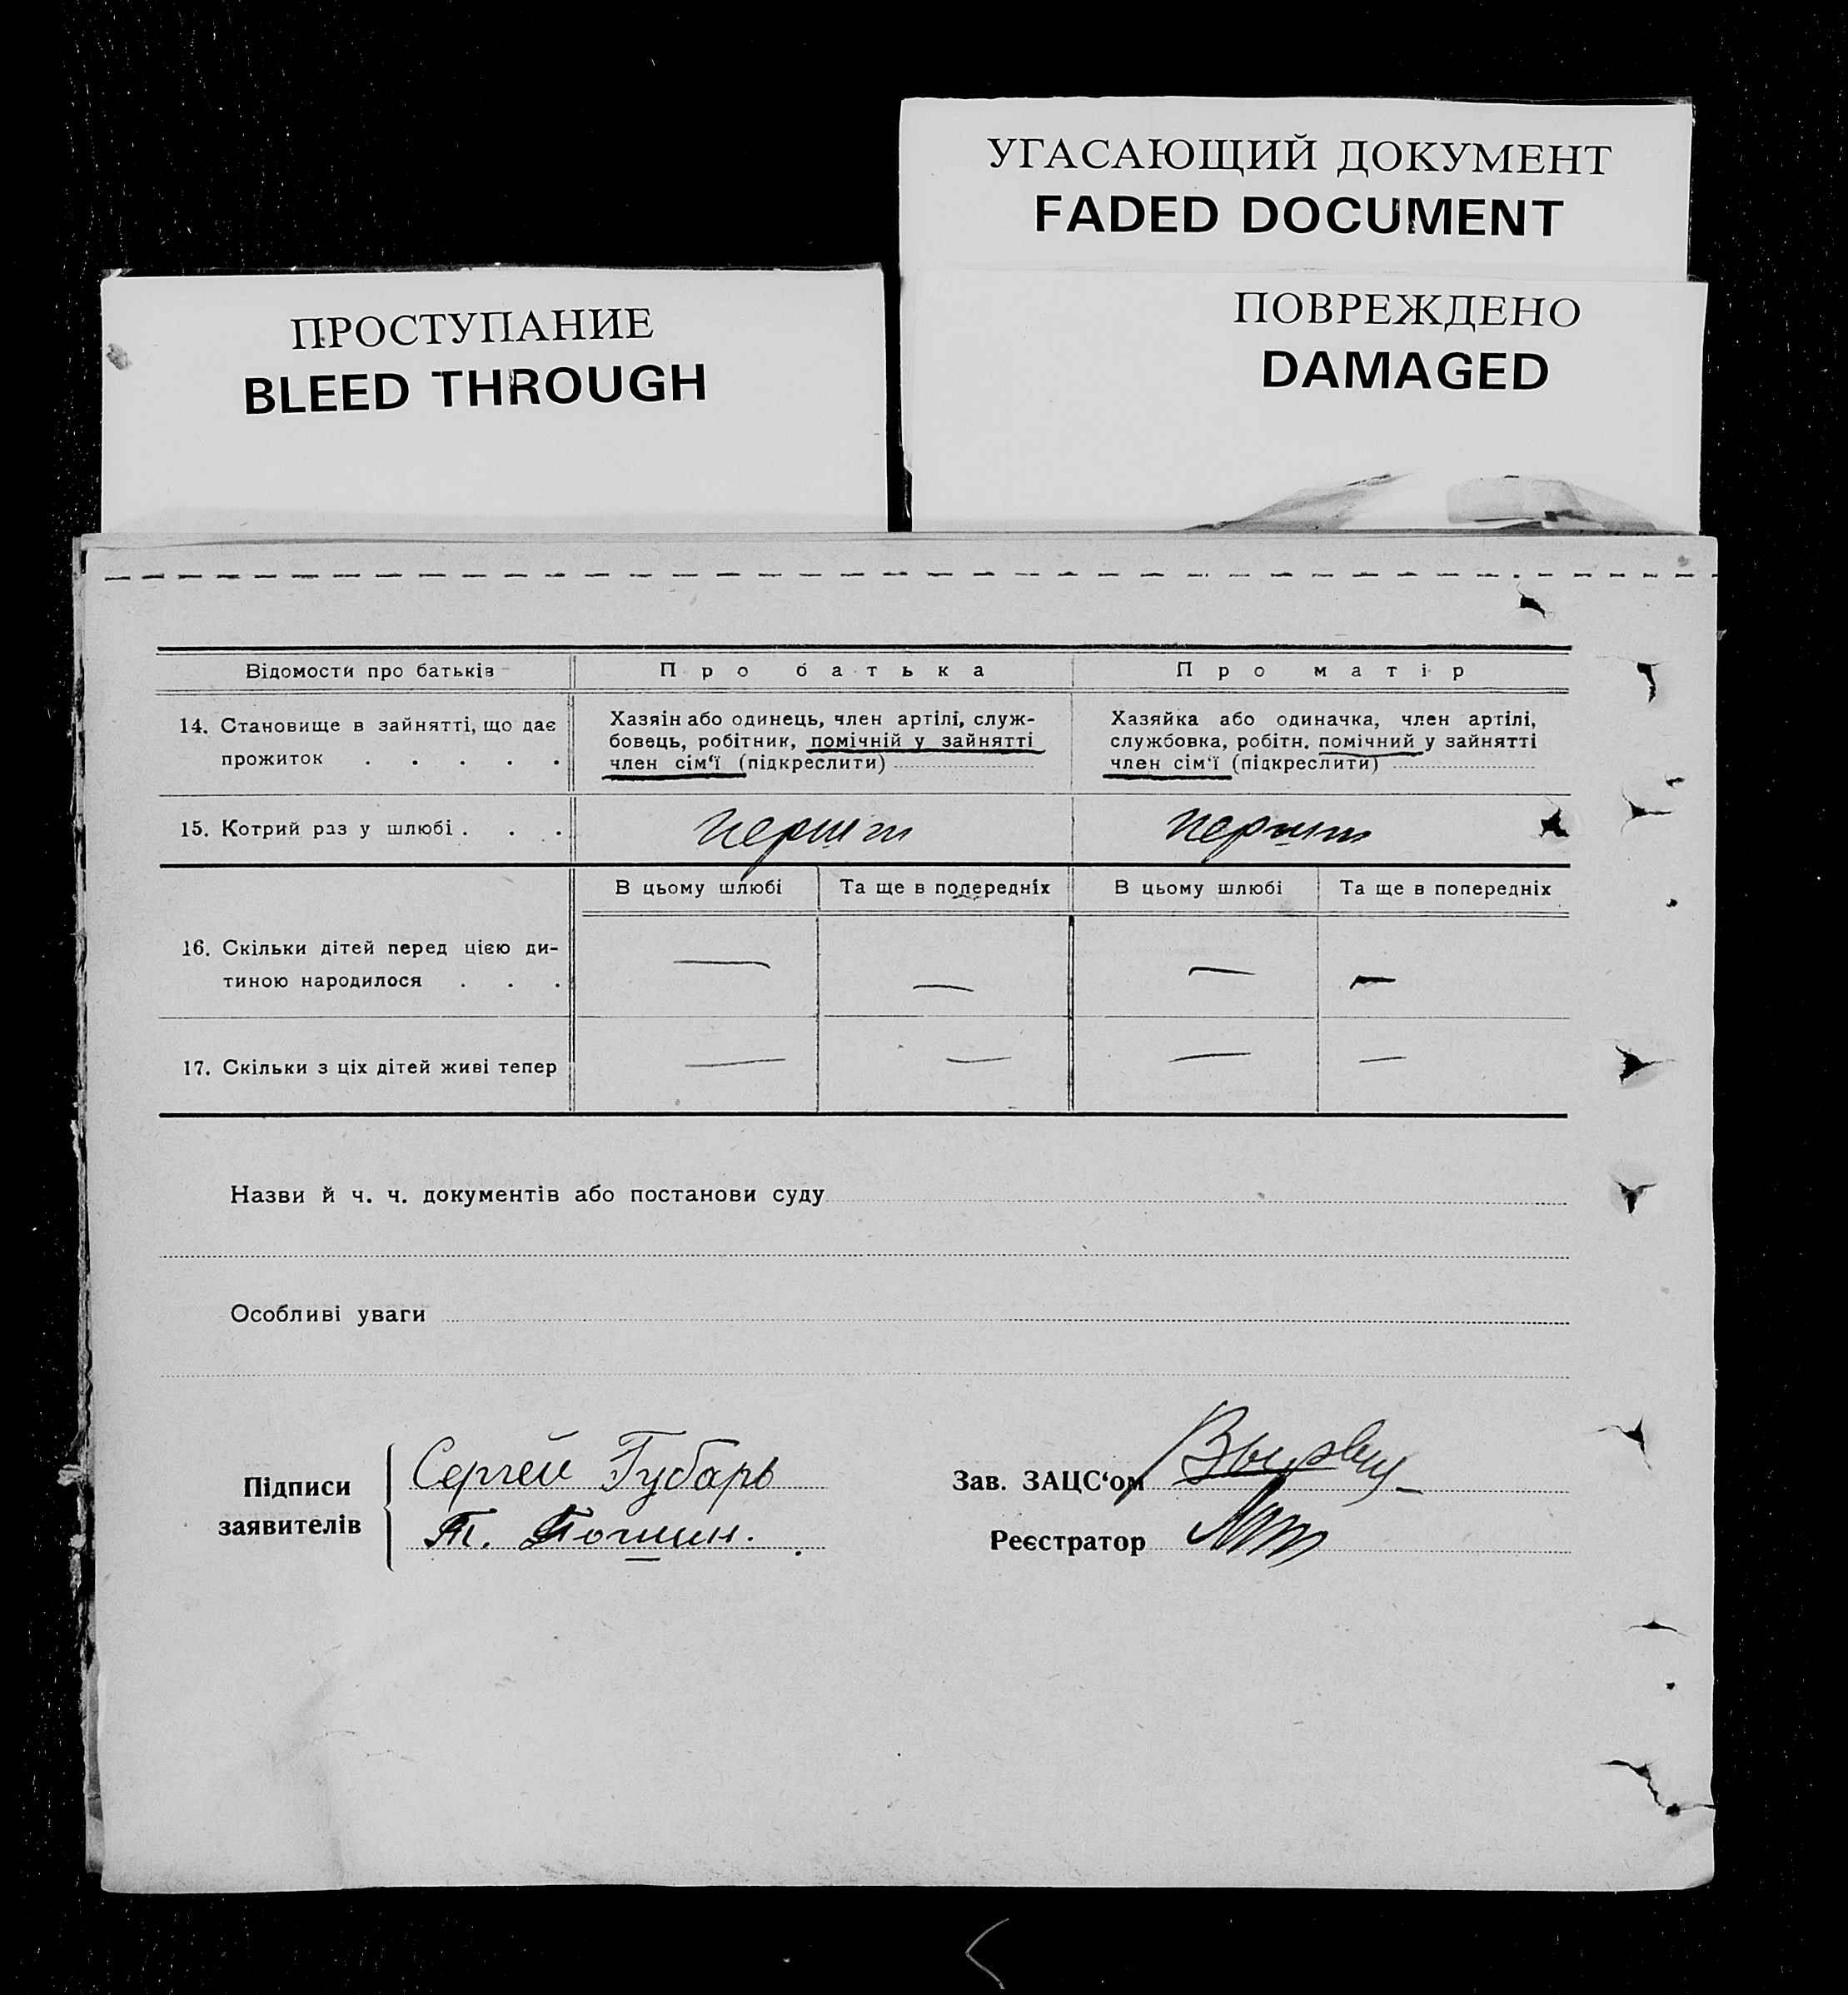 УГАСАЮЩИЙ ДОКУМЕНТ
FADED DOCUMENT
ПРОСТУПАНИЕ
BLEED THROUGH
ПОВРЕЖДЕНО
DAMAGED
Відомости про батьків
Про батька
Про матір
14. Становище в зайнятті, що дає
прожиток . . . . .
Хазяін або одинець, член артілі, служ-
бовець, робітник, помічній у зайнятті
член сім‘ї (підкреслити)
Хазяйка або одиначка, член артілі,
службовка, робітн. помічний у зайнятті
член сім‘ї (підкреслити)
15. Котрий раз у шлюбі . . .
перший
перший
В цьому шлюбі
Та ще в попередніх
В цьому шлюбі
Та ще в попередніх
16. Скільки дітей перед цією ди-
тиною народилося . . .
— — — —
17. Скільки з ціх дітей живі тепер
— — — —
Назви й ч. ч. документів або постанови суду
Особливі уваги
Підписи
заявителів
Сергей Губарь
Т.
Зав. ЗАЦС‘ом
Реєстратор